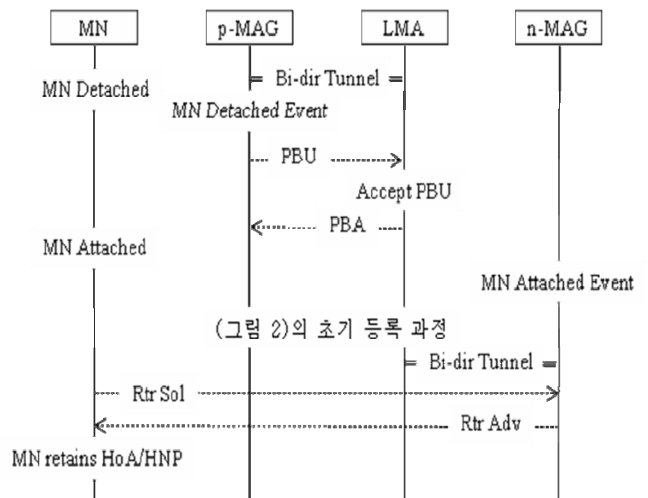 MN p-MAG LMA n-MAG
= Bi-dir Tunnel =
MN Detached
MN Detached Event
PBU
Accept PBU
PBA
MN Attached
MN Attached Event
(그림 2)의 초기 등록 과정
= Bi-dir Tunnel =
Rtr Sol
Rtr Adv
MN retains HoA/HNP